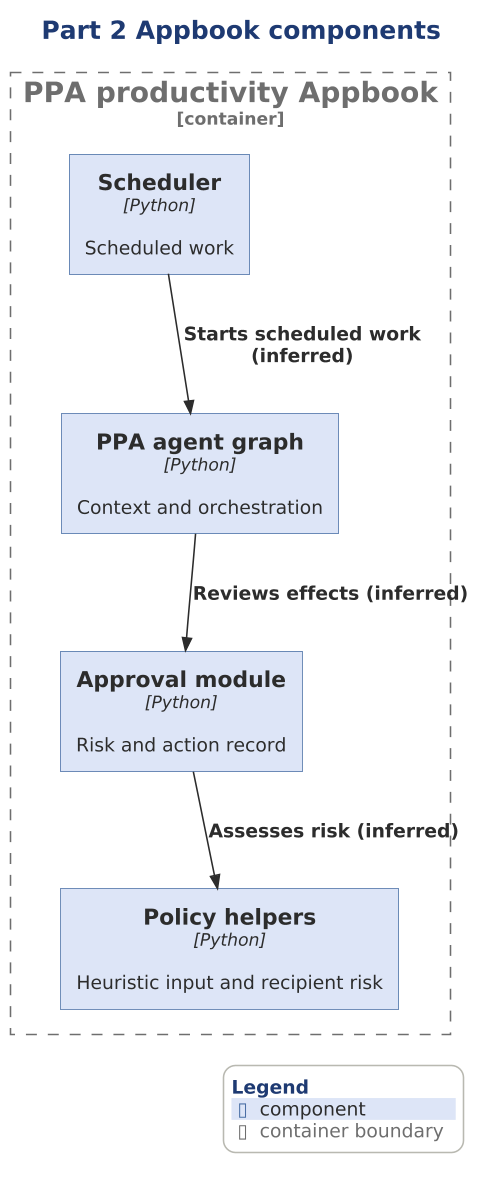 Part 2 Appbook components
PPA productivity Appbook
[container]
Scheduler
[Python]
Scheduled work
Starts scheduled work
(inferred)
PPA agent graph
[Python]
Context and orchestration
Reviews effects (inferred)
Approval module
[Python]
Risk and action record
Assesses risk (inferred)
Policy helpers
[Python]
Heuristic input and recipient risk
Legend
component
container boundary